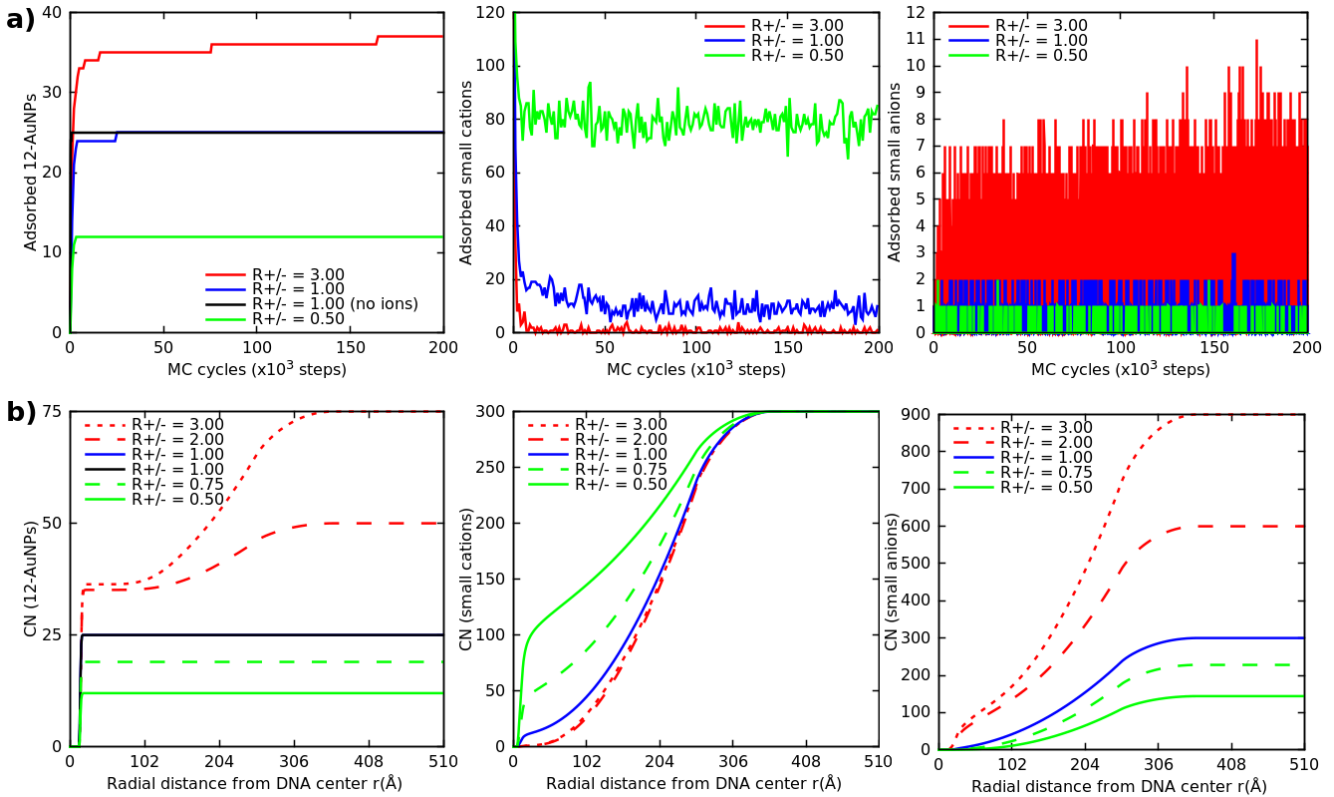 a)
40
30
20
10
0
Adsorbed 12-AuNPs
R+/- = 3.00
R+/- = 1.00
R+/- = 1.00 (no ions)
R+/- = 0.50
0 50 100 150 200
MC cycles (x10³ steps)
120
100
80
60
40
20
0
Adsorbed small cations
R+/- = 3.00
R+/- = 1.00
R+/- = 0.50
0 50 100 150 200
MC cycles (x10³ steps)
12
11
10
9
8
7
6
5
4
3
2
1
0
Adsorbed small anions
R+/- = 3.00
R+/- = 1.00
R+/- = 0.50
0 50 100 150 200
MC cycles (x10³ steps)
b)
75
50
25
0
CN (12-AuNPs)
R+/- = 3.00
R+/- = 2.00
R+/- = 1.00
R+/- = 1.00
R+/- = 0.75
R+/- = 0.50
0 102 204 306 408 510
Radial distance from DNA center r(Å)
300
250
200
150
100
50
0
CN (small cations)
R+/- = 3.00
R+/- = 2.00
R+/- = 1.00
R+/- = 0.75
R+/- = 0.50
0 102 204 306 408 510
Radial distance from DNA center r(Å)
900
800
700
600
500
400
300
200
100
0
CN (small anions)
R+/- = 3.00
R+/- = 2.00
R+/- = 1.00
R+/- = 0.75
R+/- = 0.50
0 102 204 306 408 510
Radial distance from DNA center r(Å)